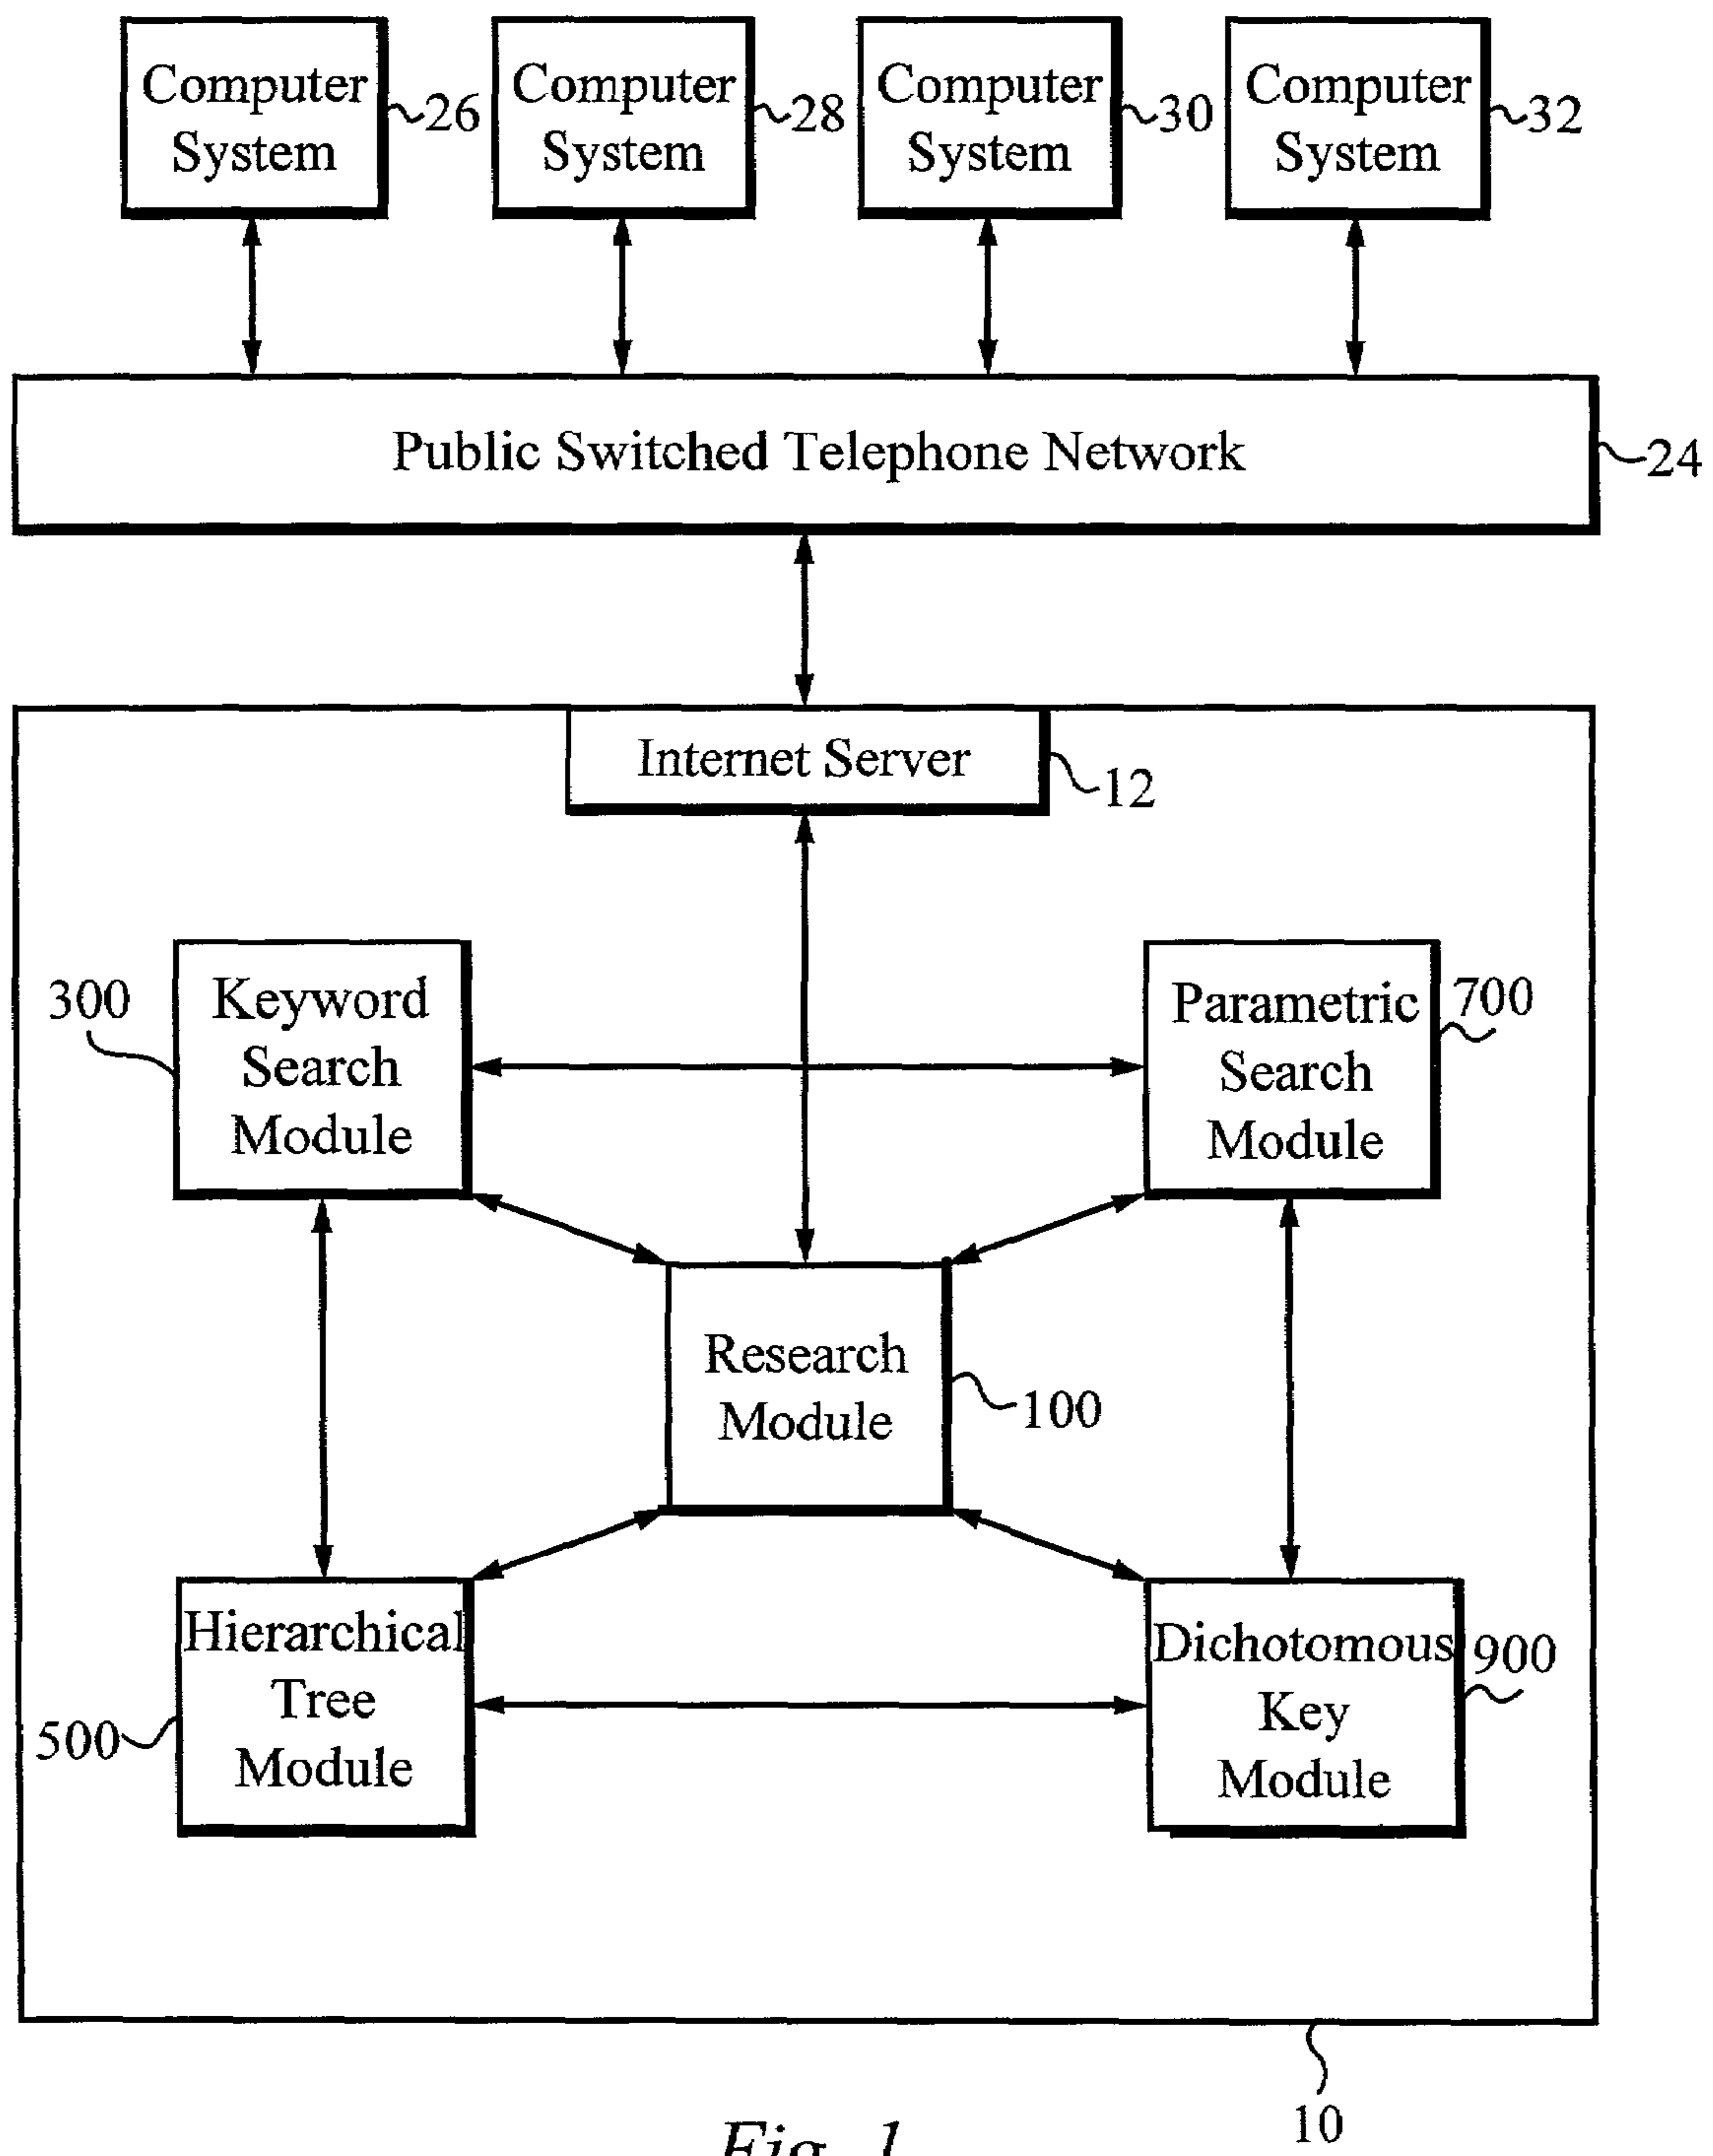 Computer
System
26
Computer
System
28
Computer
System
30
Computer
System
32
Public Switched Telephone Network
24
Internet Server
12
300
Keyword
Search
Module
Parametric
Search
Module
700
Research
Module
100
Hierarchical
Tree
Module
500
Dichotomous
Key
Module
900
10
Fig. 1